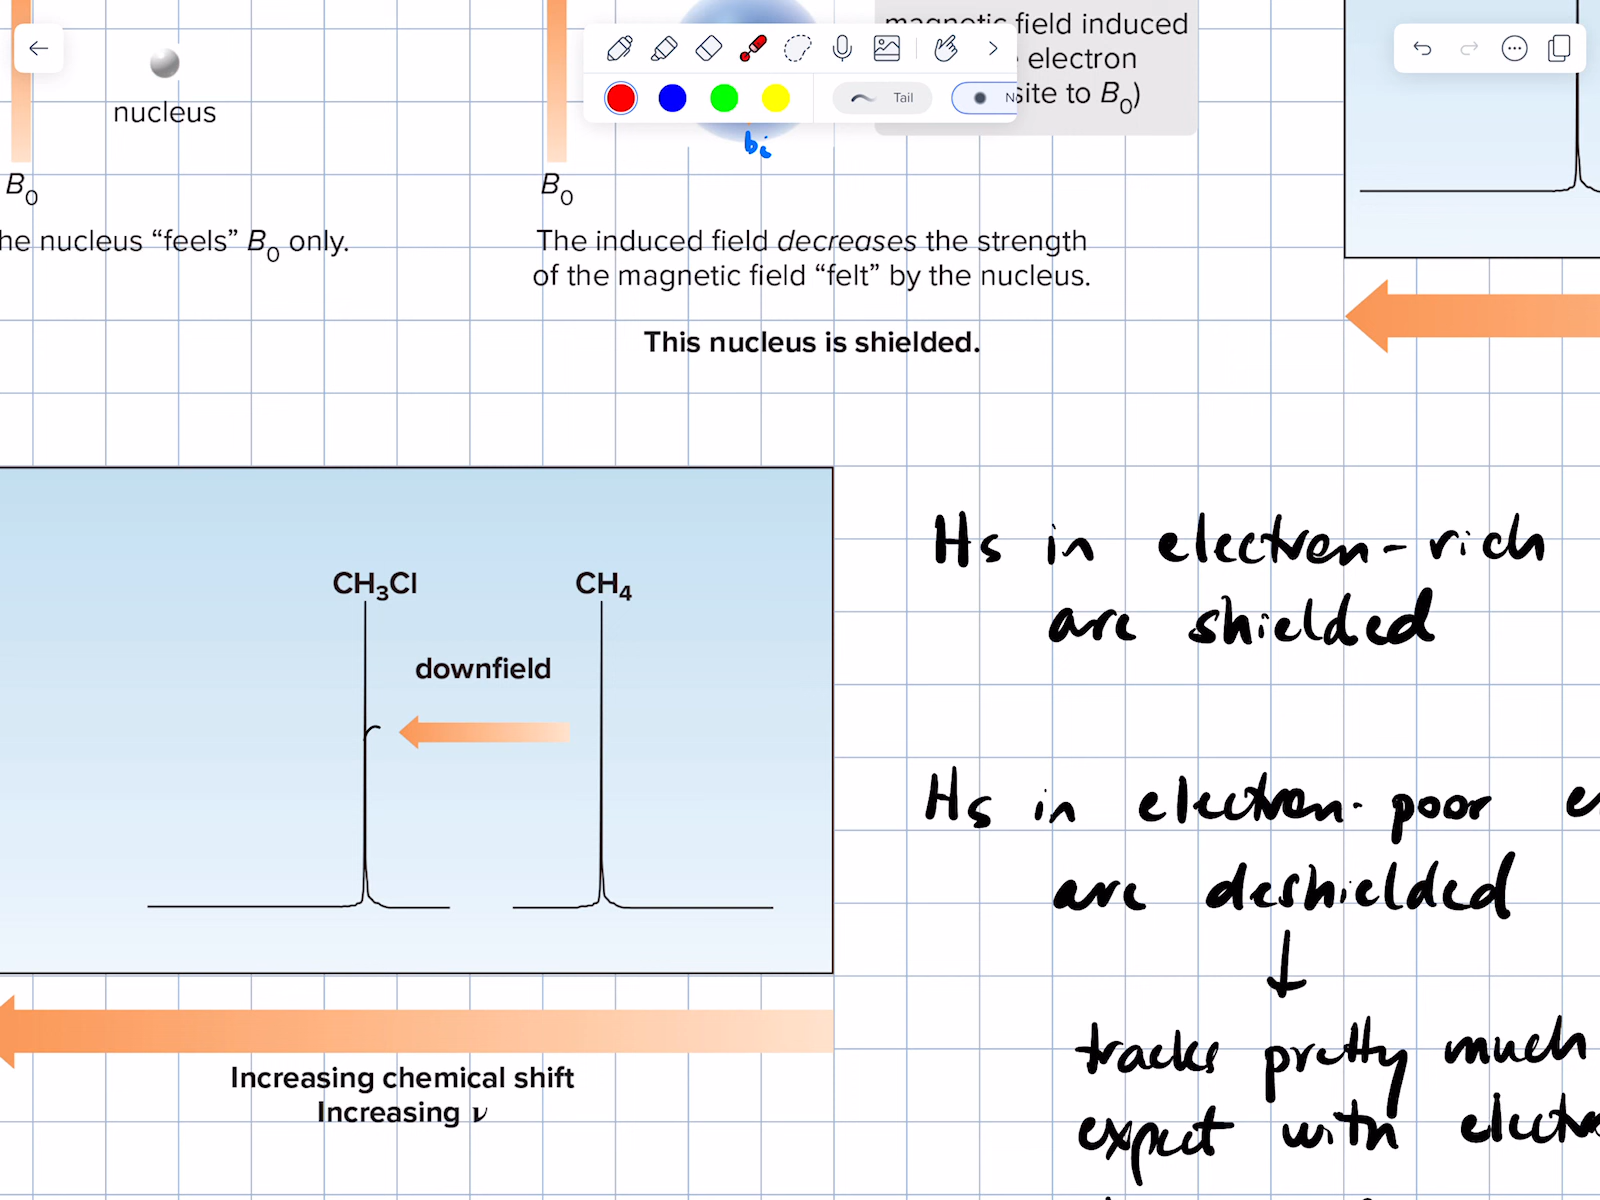 magnetic field induced
electron
site to B₀)
Tail
nucleus
bᵢ
B₀
B₀
he nucleus “feels” B₀ only.
The induced field decreases the strength
of the magnetic field “felt” by the nucleus.
This nucleus is shielded.
CH₃Cl
CH₄
downfield
Increasing chemical shift
Increasing ν
Hs in electron-rich
are shielded
Hs in electron-poor
are deshielded
↓
tracks pretty much
expect with